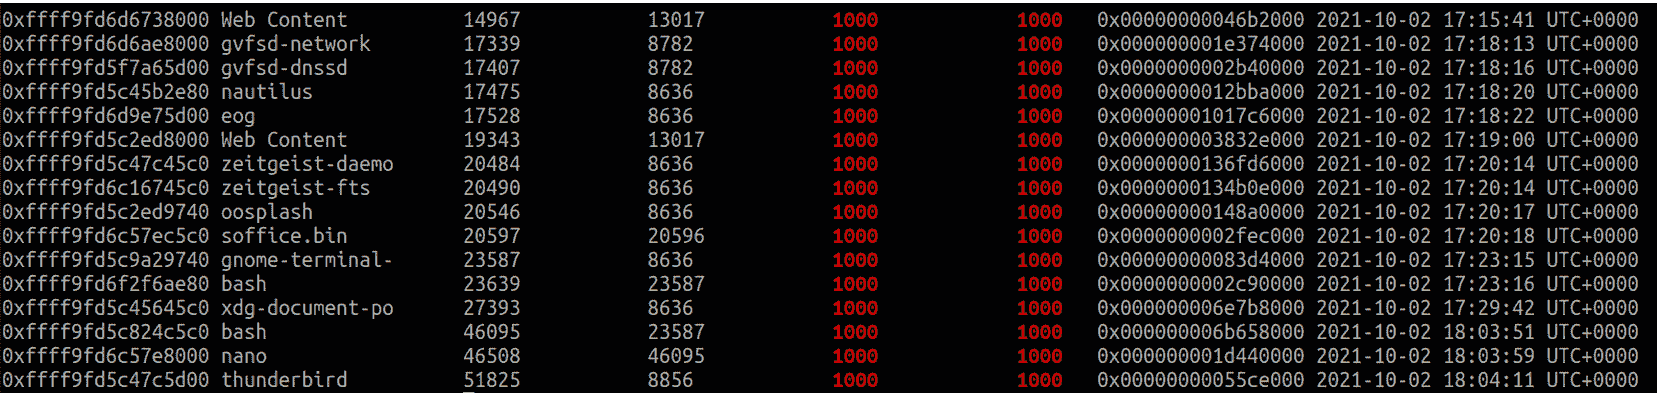 0xffff9fd6d6738000 Web Content 14967 13017 1000 1000 0x00000000046b2000 2021-10-02 17:15:41 UTC+0000
0xffff9fd6d6ae8000 gvfsd-network 17339 8782 1000 1000 0x000000001e374000 2021-10-02 17:18:13 UTC+0000
0xffff9fd5f7a65d00 gvfsd-dnssd 17407 8782 1000 1000 0x0000000002b40000 2021-10-02 17:18:16 UTC+0000
0xffff9fd5c45b2e80 nautilus 17475 8636 1000 1000 0x0000000012bba000 2021-10-02 17:18:20 UTC+0000
0xffff9fd6d9e75d00 eog 17528 8636 1000 1000 0x00000001017c6000 2021-10-02 17:18:22 UTC+0000
0xffff9fd5c2ed8000 Web Content 19343 13017 1000 1000 0x000000003832e000 2021-10-02 17:19:00 UTC+0000
0xffff9fd5c47c45c0 zeitgeist-daemo 20484 8636 1000 1000 0x0000000136fd6000 2021-10-02 17:20:14 UTC+0000
0xffff9fd6c16745c0 zeitgeist-fts 20490 8636 1000 1000 0x0000000134b0e000 2021-10-02 17:20:14 UTC+0000
0xffff9fd5c2ed9740 oosplash 20546 8636 1000 1000 0x00000000148a0000 2021-10-02 17:20:17 UTC+0000
0xffff9fd6c57ec5c0 soffice.bin 20597 20596 1000 1000 0x0000000002fec000 2021-10-02 17:20:18 UTC+0000
0xffff9fd5c9a29740 gnome-terminal- 23587 8636 1000 1000 0x00000000083d4000 2021-10-02 17:23:15 UTC+0000
0xffff9fd6f2f6ae80 bash 23639 23587 1000 1000 0x0000000002c90000 2021-10-02 17:23:16 UTC+0000
0xffff9fd5c45645c0 xdg-document-po 27393 8636 1000 1000 0x000000006e7b8000 2021-10-02 17:29:42 UTC+0000
0xffff9fd5c824c5c0 bash 46095 23587 1000 1000 0x000000006b658000 2021-10-02 18:03:51 UTC+0000
0xffff9fd6c57e8000 nano 46508 46095 1000 1000 0x000000001d440000 2021-10-02 18:03:59 UTC+0000
0xffff9fd5c47c5d00 thunderbird 51825 8856 1000 1000 0x00000000055ce000 2021-10-02 18:04:11 UTC+0000